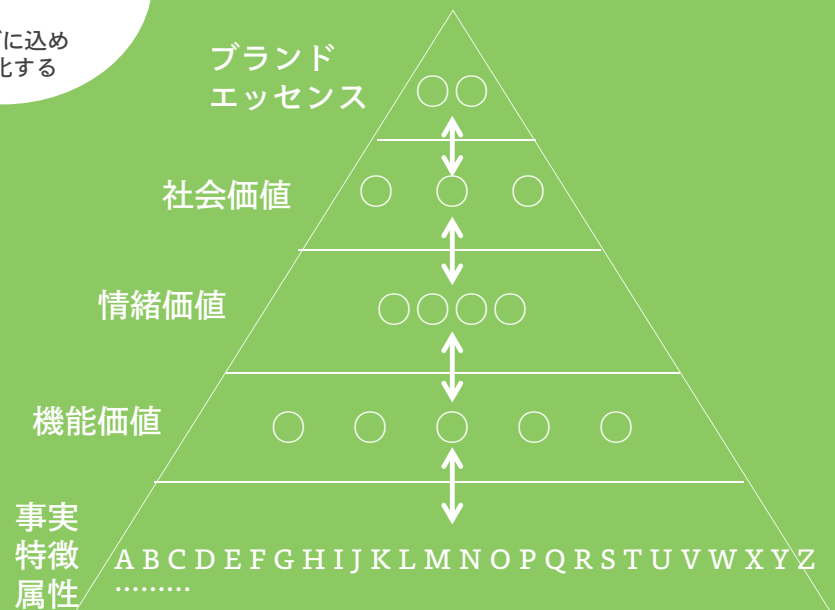 に込め
化する
ブランド
エッセンス
○○
社会価値
○ ○ ○
情緒価値
○○○○
機能価値
○ ○ ○ ○ ○
事実
特徴
属性
A B C D E F G H I J K L M N O P Q R S T U V W X Y Z
………